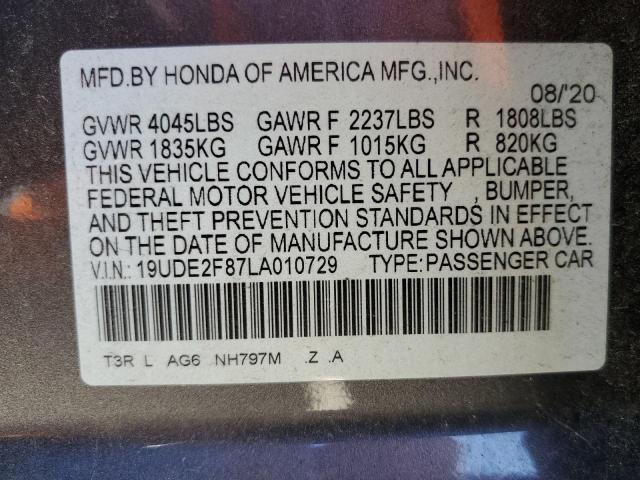 MFD.BY HONDA OF AMERICA MFG.,INC.
08/'20
GVWR 4045LBS GAWR F 2237LBS R 1808LBS
GVWR 1835KG GAWR F 1015KG R 820KG
THIS VEHICLE CONFORMS TO ALL APPLICABLE
FEDERAL MOTOR VEHICLE SAFETY , BUMPER,
AND THEFT PREVENTION STANDARDS IN EFFECT
ON THE DATE OF MANUFACTURE SHOWN ABOVE.
V.I.N.: 19UDE2F87LA010729 TYPE:PASSENGER CAR
T3R L AG6 NH797M .Z .A